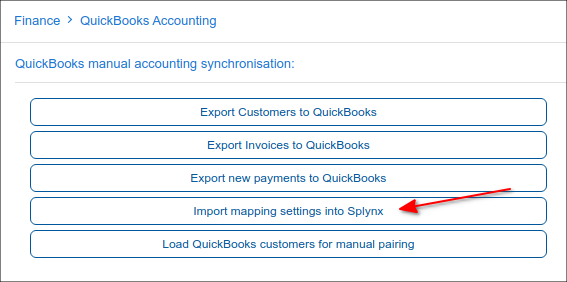 Finance > QuickBooks Accounting
QuickBooks manual accounting synchronisation:
Export Customers to QuickBooks
Export Invoices to QuickBooks
Export new payments to QuickBooks
Import mapping settings into Splynx
Load QuickBooks customers for manual pairing